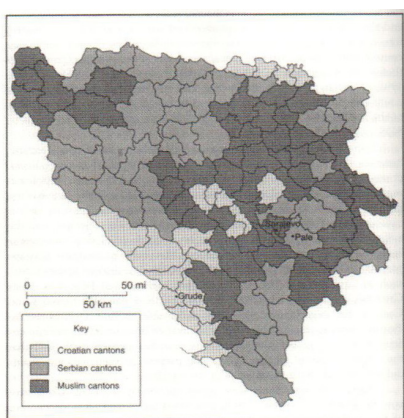 Sarajevo
Pale
0 50 mi
0 50 km
Grude
Key
Croatian cantons
Serbian cantons
Muslim cantons